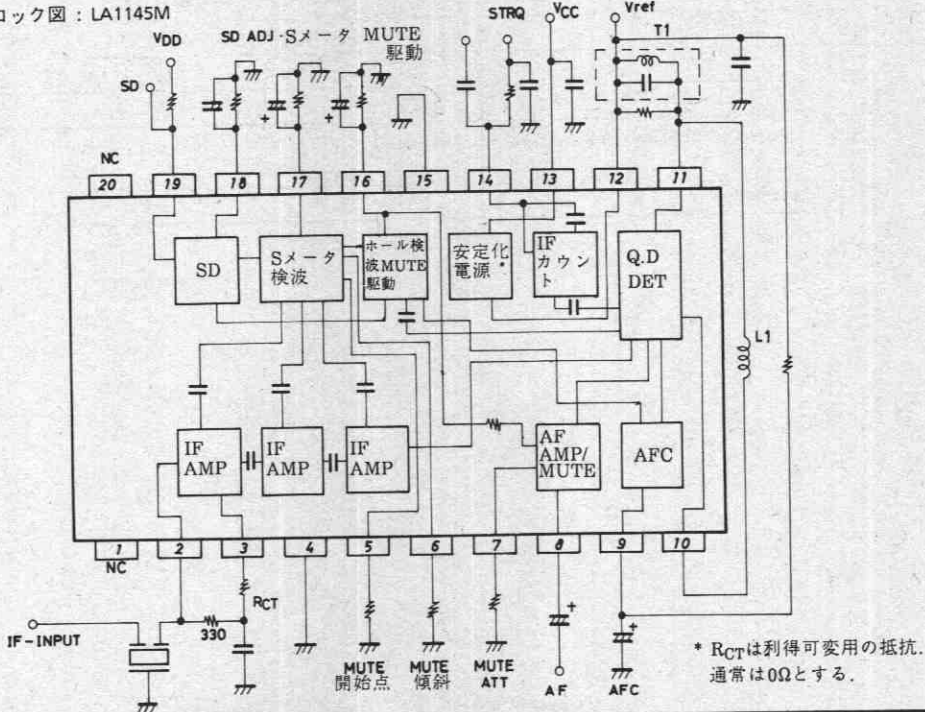 ロック図：LA1145M
VDD
SD ADJ・Sメータ MUTE
駆動
STRQ
VCC
Vref
T1
SD
NC
20 19 18 17 16 15 14 13 12 11
SD
Sメータ
検波
ホール検
波MUTE
駆動
安定化
電源*
IF
カウン
ト
Q.D
DET
L1
IF
AMP
IF
AMP
IF
AMP
AF
AMP/
MUTE
AFC
1 2 3 4 5 6 7 8 9 10
NC
RCT
IF-INPUT
330
MUTE
開始点
MUTE
傾斜
MUTE
ATT
AF
AFC
* RCTは利得可変用の抵抗.
通常は0Ωとする.